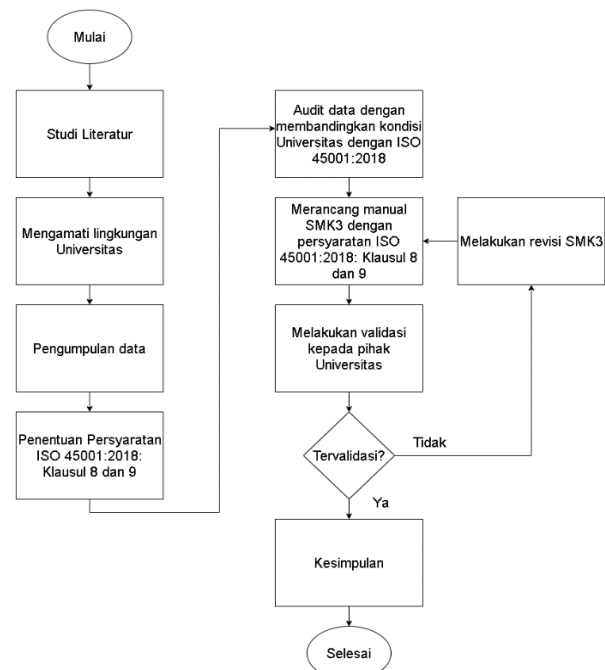 Mulai
Studi Literatur
Mengamati lingkungan
Universitas
Pengumpulan data
Penentuan Persyaratan
ISO 45001:2018:
Klausul 8 dan 9
Audit data dengan
membandingkan kondisi
Universitas dengan ISO
45001:2018
Merancang manual
SMK3 dengan
persyaratan ISO
45001:2018: Klausul 8
dan 9
Melakukan revisi SMK3
Melakukan validasi
kepada pihak
Universitas
Tervalidasi?
Tidak
Ya
Kesimpulan
Selesai